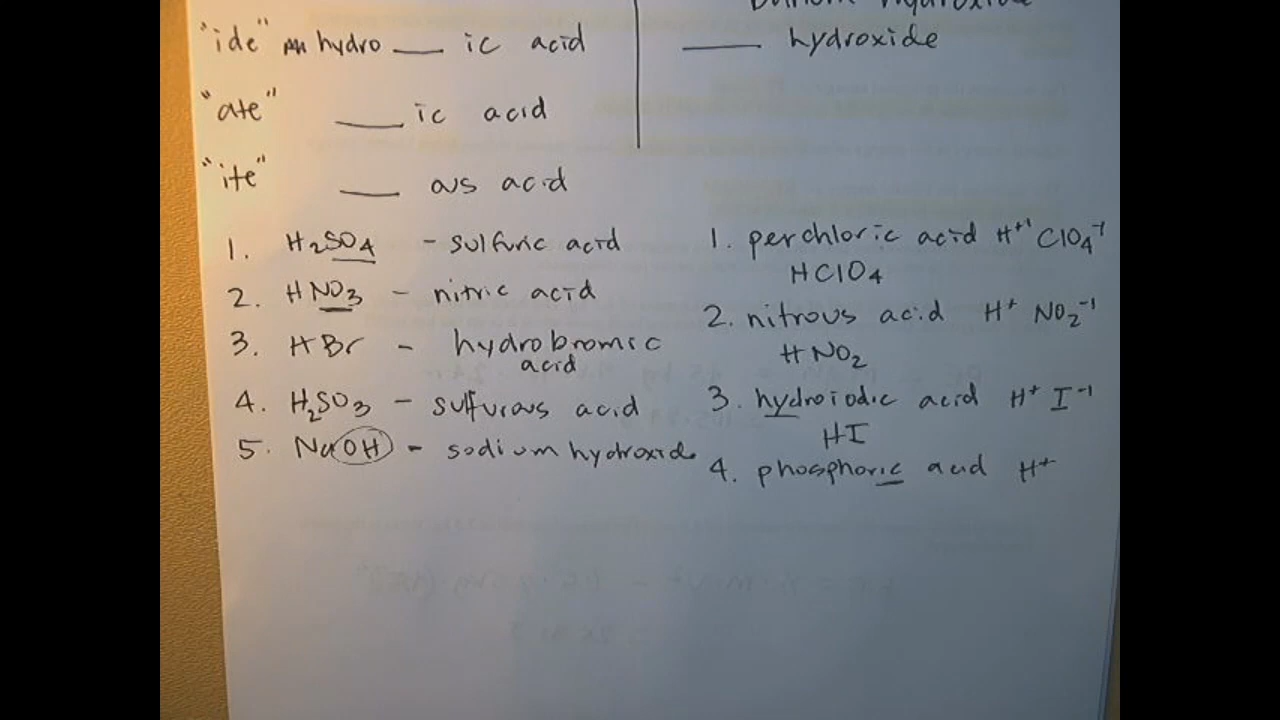 "ide" hydro ___ ic acid
"ate" ___ ic acid
"ite" ___ ous acid
hydroxide
___ hydroxide
1. H₂SO₄ - sulfuric acid
2. HNO₃ - nitric acid
3. HBr - hydrobromic
acid
4. H₂SO₃ - sulfurous acid
5. NaOH - sodium hydroxide
1. perchloric acid H⁺¹ ClO₄⁻¹
HClO₄
2. nitrous acid H⁺ NO₂⁻¹
HNO₂
3. hydroiodic acid H⁺ I⁻¹
HI
4. phosphoric acid H⁺